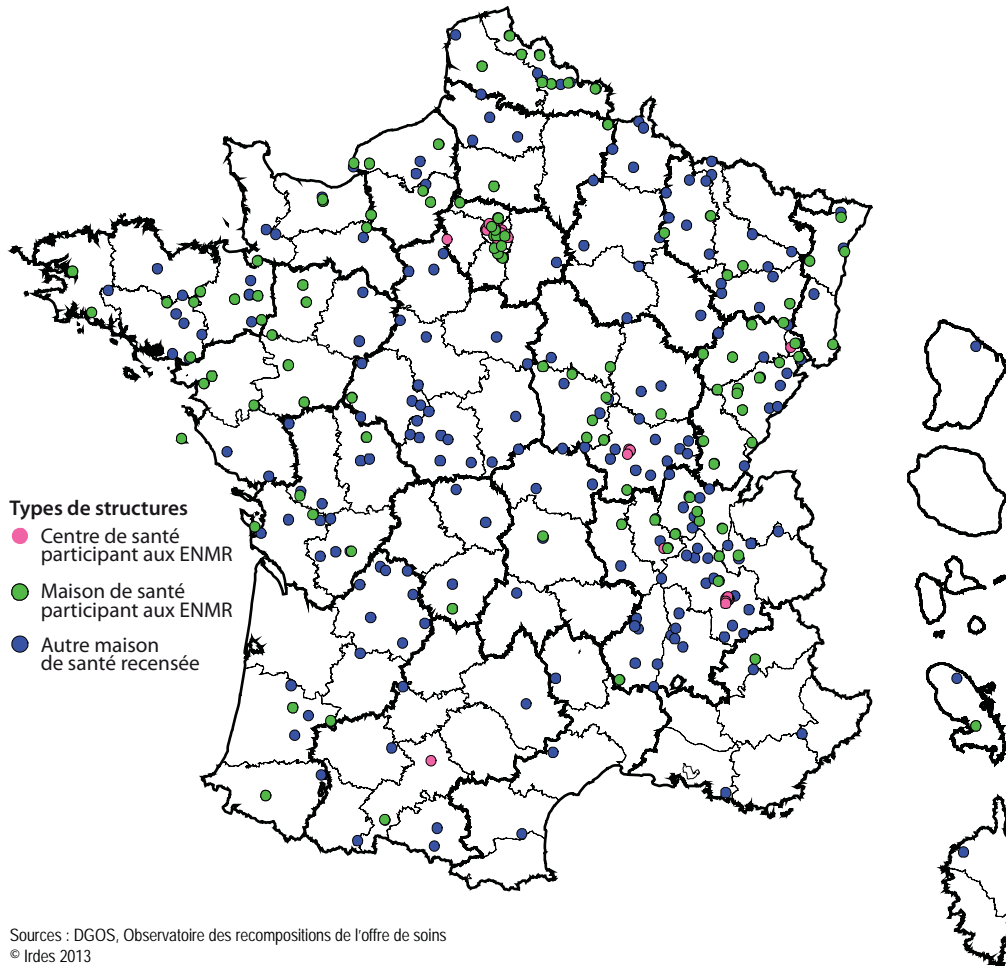 Types de structures
Centre de santé
participant aux ENMR
Maison de santé
participant aux ENMR
Autre maison
de santé recensée
Sources : DGOS, Observatoire des recompositions de l'offre de soins
© Irdes 2013